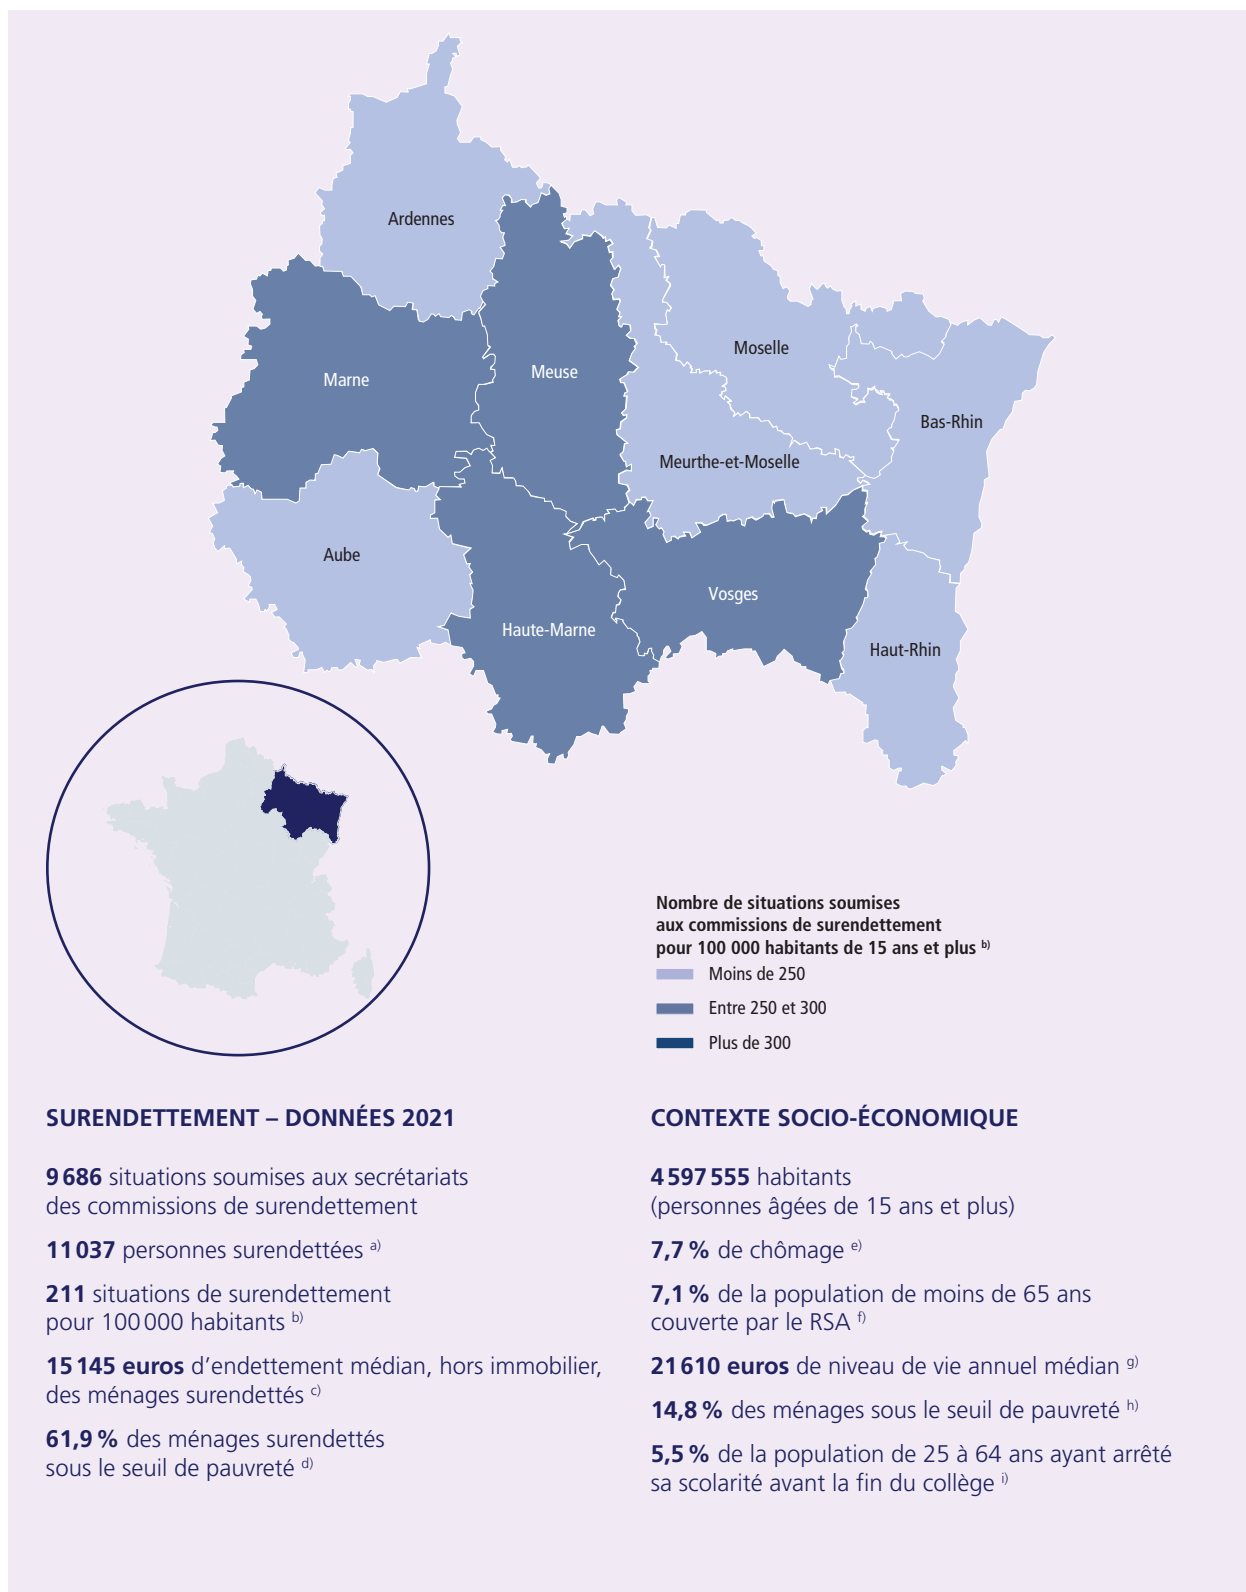 Ardennes
Moselle
Meuse
Marne
Bas-Rhin
Meurthe-et-Moselle
Aube
Vosges
Haute-Marne
Haut-Rhin
Nombre de situations soumises
aux commissions de surendettement
pour 100 000 habitants de 15 ans et plus b)
Moins de 250
Entre 250 et 300
Plus de 300
SURENDETTEMENT – DONNÉES 2021
9 686 situations soumises aux secrétariats
des commissions de surendettement
11 037 personnes surendettées a)
211 situations de surendettement
pour 100 000 habitants b)
15 145 euros d’endettement médian, hors immobilier,
des ménages surendettés c)
61,9 % des ménages surendettés
sous le seuil de pauvreté d)
CONTEXTE SOCIO-ÉCONOMIQUE
4 597 555 habitants
(personnes âgées de 15 ans et plus)
7,7 % de chômage e)
7,1 % de la population de moins de 65 ans
couverte par le RSA f)
21 610 euros de niveau de vie annuel médian g)
14,8 % des ménages sous le seuil de pauvreté h)
5,5 % de la population de 25 à 64 ans ayant arrêté
sa scolarité avant la fin du collège i)